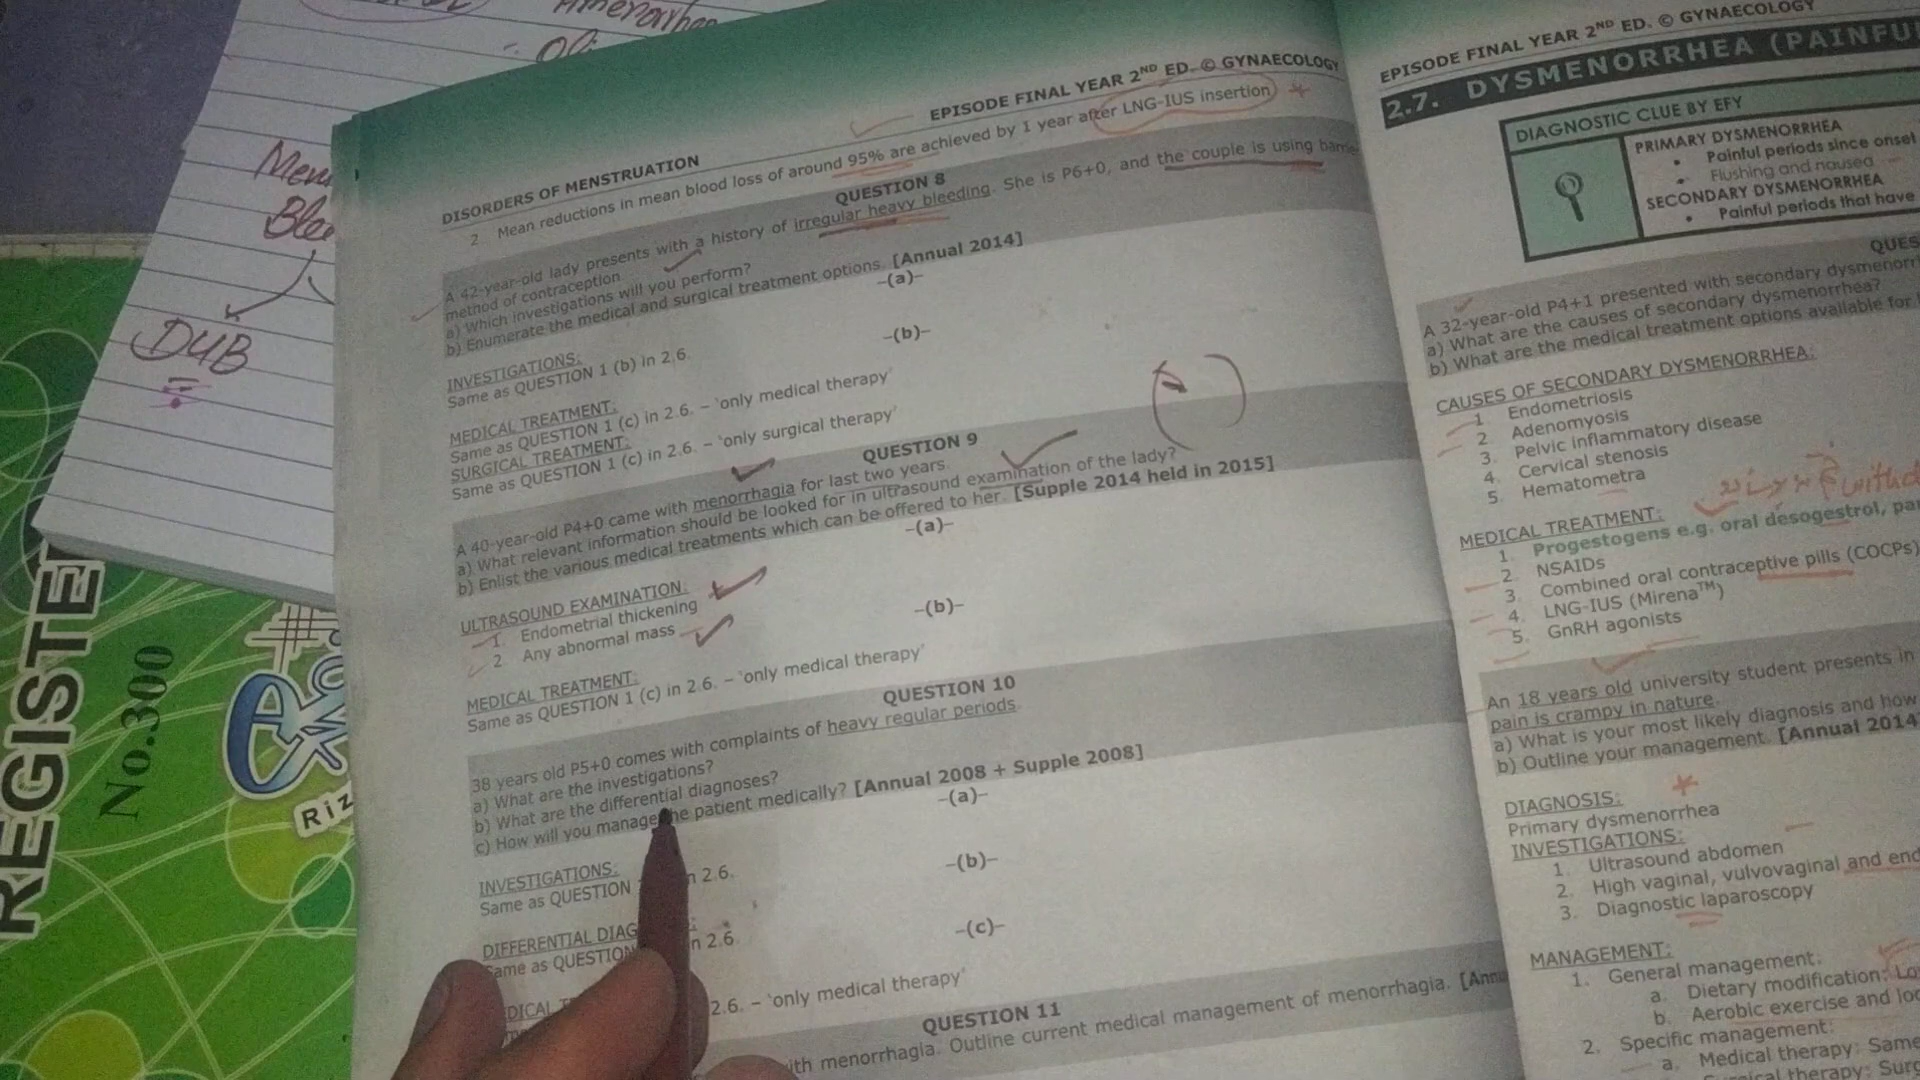 Amenorrhea
DUB
REGISTE
No.300
Riz
EPISODE FINAL YEAR 2ND ED. © GYNAECOLOGY
DISORDERS OF MENSTRUATION
2 Mean reductions in mean blood loss of around 95% are achieved by 1 year after LNG-IUS insertion
QUESTION 8
A 42-year-old lady presents with a history of irregular heavy bleeding. She is P6+0, and the couple is using
method of contraception.
a) Which investigations will you perform?
b) Enumerate the medical and surgical treatment options. [Annual 2014]
-(a)-
INVESTIGATIONS:
Same as QUESTION 1 (b) in 2.6.
-(b)-
MEDICAL TREATMENT:
Same as QUESTION 1 (c) in 2.6. – 'only medical therapy'
SURGICAL TREATMENT:
Same as QUESTION 1 (c) in 2.6. – 'only surgical therapy'
QUESTION 9
A 40-year-old P4+0 came with menorrhagia for last two years.
a) What relevant information should be looked for in ultrasound examination of the lady?
b) Enlist the various medical treatments which can be offered to her. [Supple 2014 held in 2015]
-(a)-
ULTRASOUND EXAMINATION:
1. Endometrial thickening
2 Any abnormal mass
-(b)-
MEDICAL TREATMENT:
Same as QUESTION 1 (c) in 2.6. – 'only medical therapy'
QUESTION 10
38 years old P5+0 comes with complaints of heavy regular periods.
a) What are the investigations?
b) What are the differential diagnoses?
c) How will you manage the patient medically? [Annual 2008 + Supple 2008]
-(a)-
INVESTIGATIONS:
Same as QUESTION 2.6.
-(b)-
DIFFERENTIAL DIAG
Same as QUESTION 2.6.
-(c)-
2.6. – 'only medical therapy'
QUESTION 11
with menorrhagia. Outline current medical management of menorrhagia.
EPISODE FINAL YEAR 2ND ED. © GYNAECOLOGY
2.7. DYSMENORRHEA (PAINFU
DIAGNOSTIC CLUE BY EFY
PRIMARY DYSMENORRHEA
• Painful periods since onset
• Flushing and naused
SECONDARY DYSMENORRHEA
• Painful periods that have
QUES
A 32-year-old P4+1 presented with secondary dysmenorr
a) What are the causes of secondary dysmenorrhea?
b) What are the medical treatment options available for
CAUSES OF SECONDARY DYSMENORRHEA:
1 Endometriosis
2. Adenomyosis
3. Pelvic inflammatory disease
4. Cervical stenosis
5. Hematometra
MEDICAL TREATMENT:
1. Progestogens e.g. oral desogestrol,
2. NSAIDs
3. Combined oral contraceptive pills (COCPs)
4. LNG-IUS (Mirena™)
5. GnRH agonists
An 18 years old university student presents in
pain is crampy in nature.
a) What is your most likely diagnosis and how
b) Outline your management. [Annual 2014
DIAGNOSIS:
Primary dysmenorrhea
INVESTIGATIONS:
1. Ultrasound abdomen
2. High vaginal, vulvovaginal and end
3. Diagnostic laparoscopy
MANAGEMENT:
1. General management:
a. Dietary modification:
b. Aerobic exercise and
2. Specific management:
a. Medical therapy: Same
therapy: